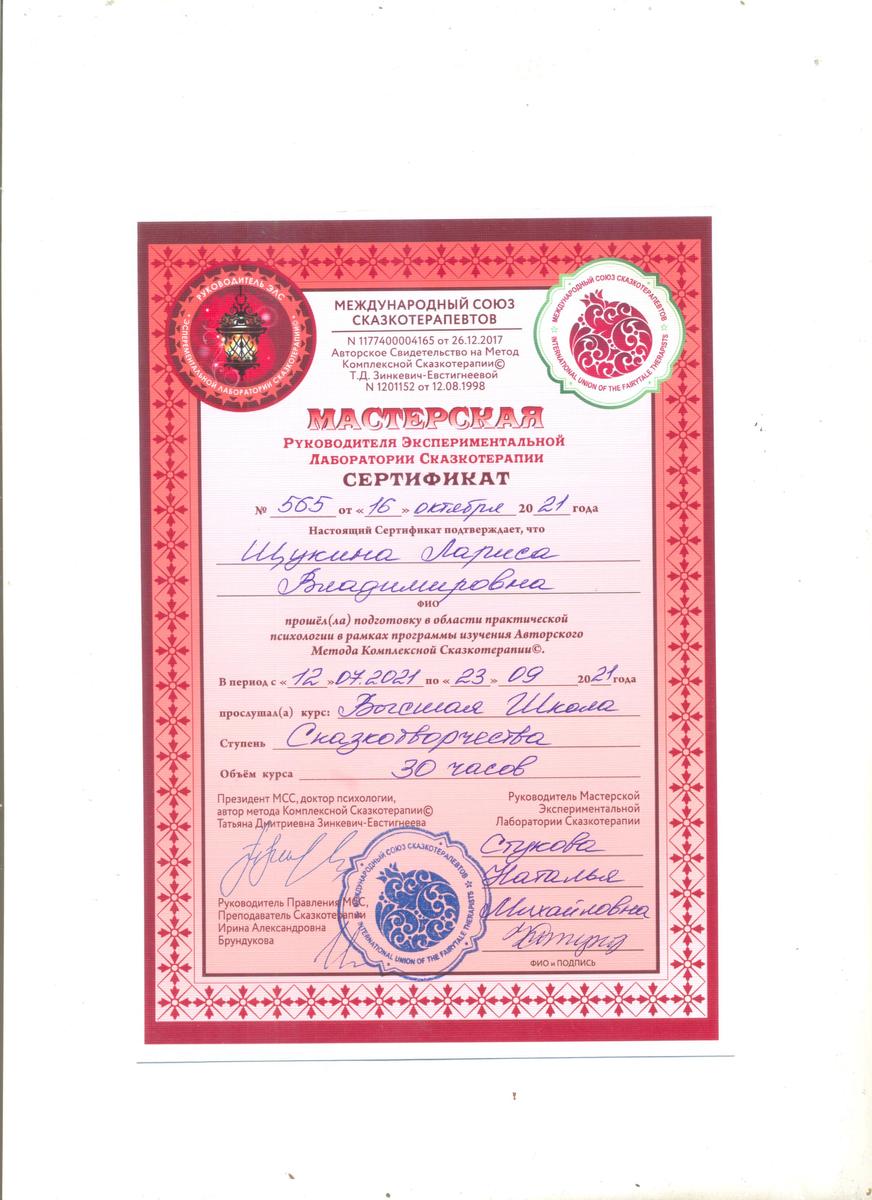 РУКОВОДИТЕЛЬ ЭЛС
ЭСПЕРЕМЕНТАЛЬНОЙ ЛАБОРАТОРИИ СКАЗКОТЕРАПИИ
МЕЖДУНАРОДНЫЙ СОЮЗ
СКАЗКОТЕРАПЕВТОВ
N 1177400004165 от 26.12.2017
Авторское Свидетельство на Метод
Комплексной Сказкотерапии©
Т.Д. Зинкевич-Евстигнеевой
N 1201152 от 12.08.1998
МЕЖДУНАРОДНЫЙ СОЮЗ СКАЗКОТЕРАПЕВТОВ
INTERNATIONAL UNION OF THE FAIRYTALE THERAPISTS
МАСТЕРСКАЯ
РУКОВОДИТЕЛЯ ЭКСПЕРИМЕНТАЛЬНОЙ
ЛАБОРАТОРИИ СКАЗКОТЕРАПИИ
СЕРТИФИКАТ
№ 565 от «16» октября 2021 года
Настоящий Сертификат подтверждает, что
Щукина Лариса
Владимировна
ФИО
прошёл(ла) подготовку в области практической
психологии в рамках программы изучения Авторского
Метода Комплексной Сказкотерапии©.
В период с «12» 07.2021 по «23» 09 2021 года
прослушал(а) курс: Высшая Школа
Ступень Сказкотворчества
Объём курса 30 часов
Президент МСС, доктор психологии,
автор метода Комплексной Сказкотерапии©
Татьяна Дмитриевна Зинкевич-Евстигнеева
Руководитель Правления МСС,
Преподаватель Сказкотерапии
Ирина Александровна
Брундукова
МЕЖДУНАРОДНЫЙ СОЮЗ СКАЗКОТЕРАПЕВТОВ
INTERNATIONAL UNION OF THE FAIRYTALE THERAPISTS
Руководитель Мастерской
Экспериментальной
Лаборатории Сказкотерапии
Стукова
Наталья
Михайловна
ФИО и ПОДПИСЬ